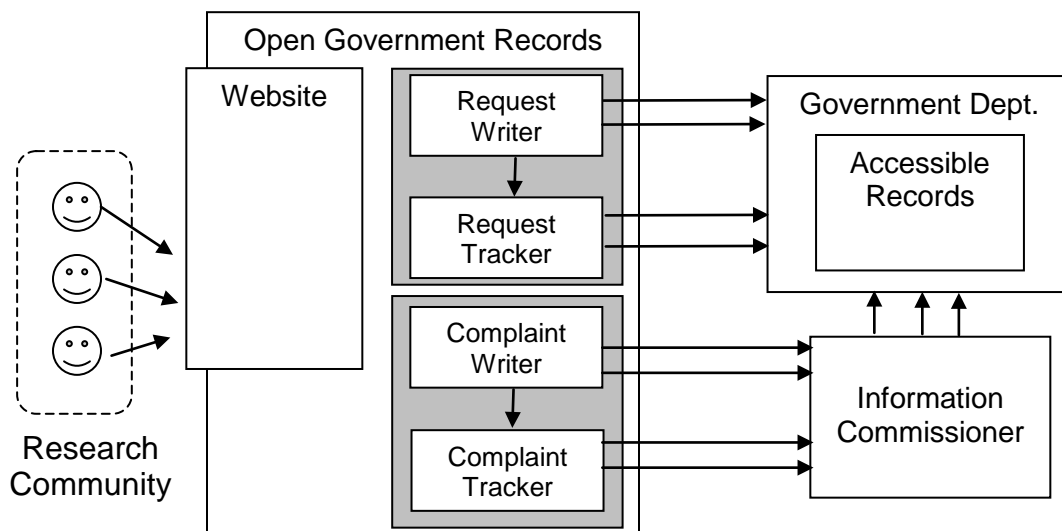 Open Government Records
Website
Request
Writer
Request
Tracker
Complaint
Writer
Complaint
Tracker
Government Dept.
Accessible
Records
Information
Commissioner
Research
Community